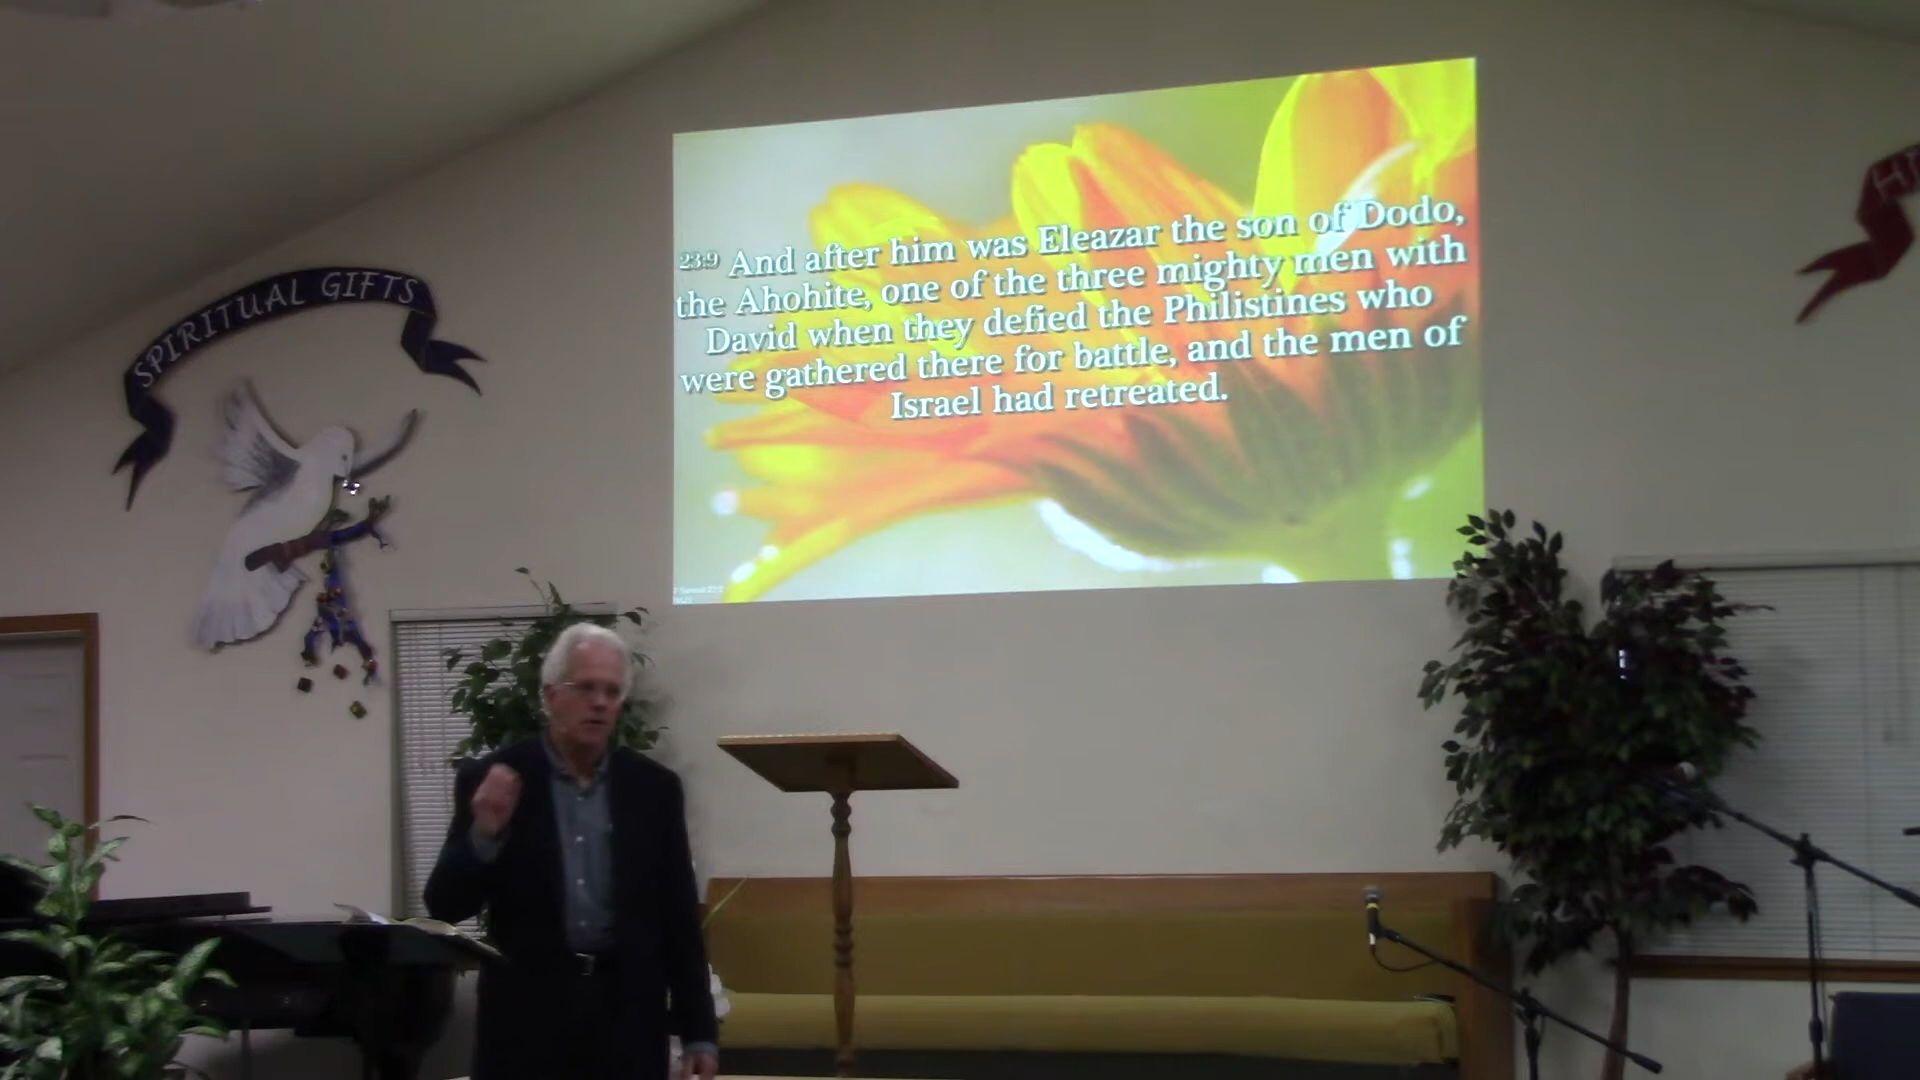 23:9 And after him was Eleazar the son of Dodo,
the Ahohite, one of the three mighty men with
David when they defied the Philistines who
were gathered there for battle, and the men of
Israel had retreated.
SPIRITUAL GIFTS